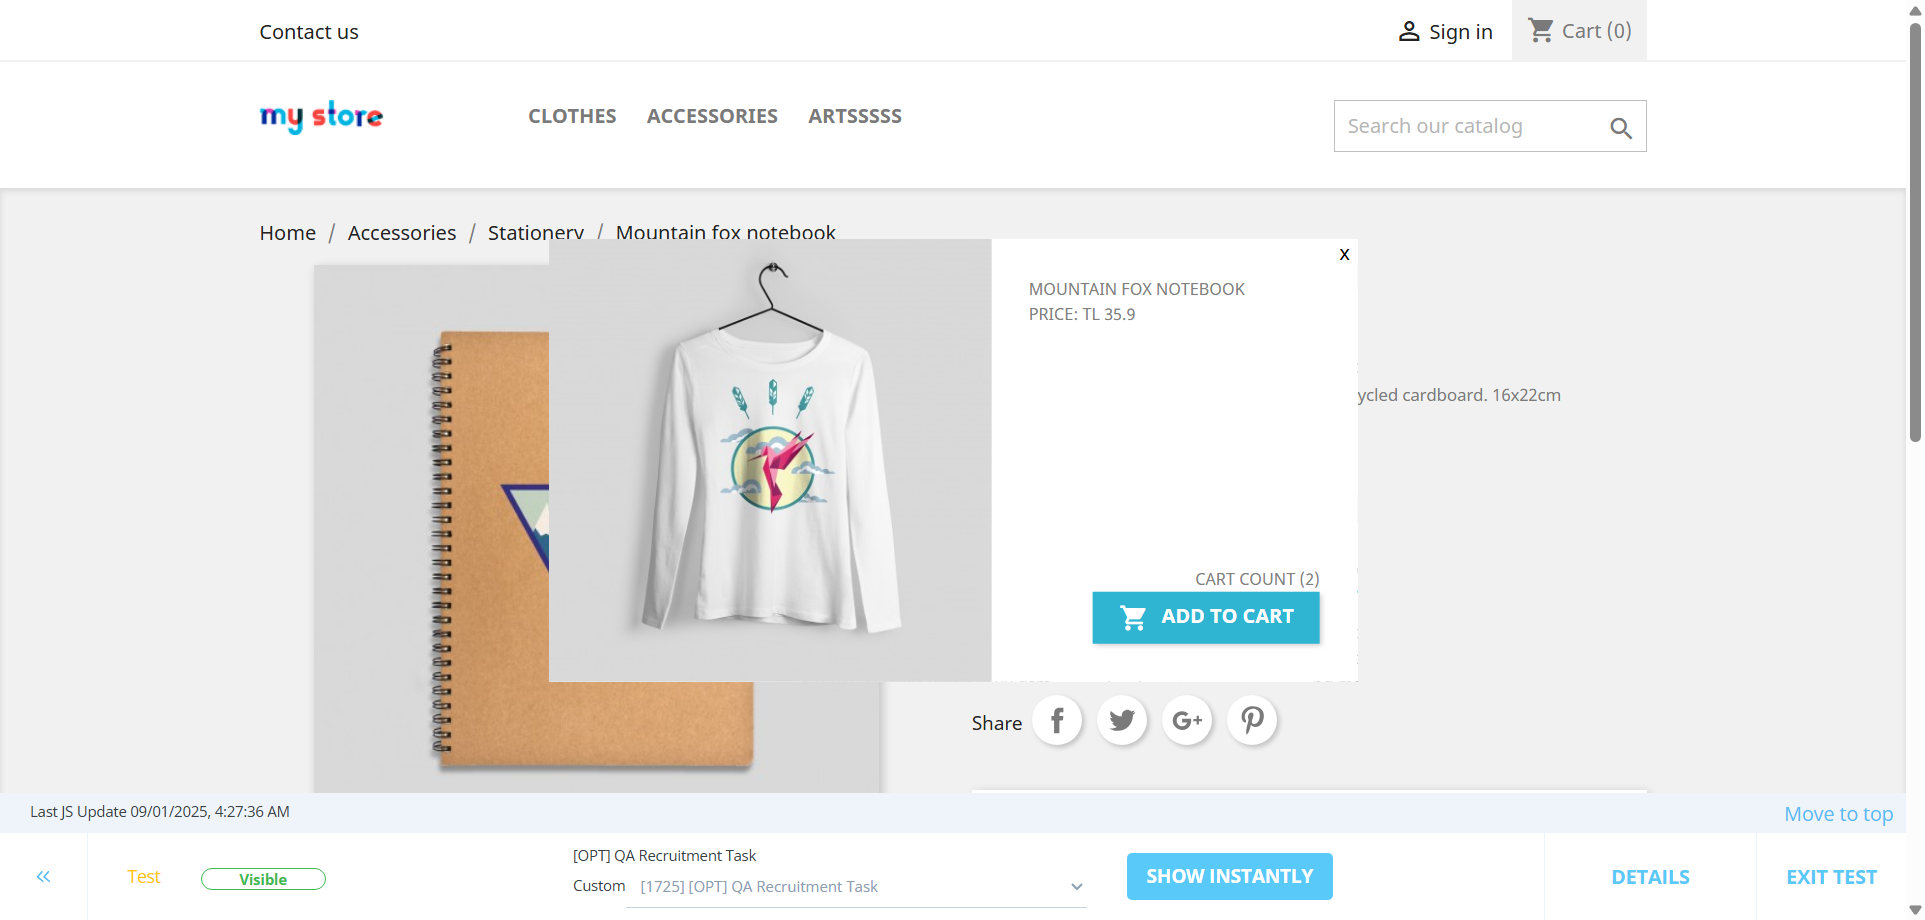 Contact us
Sign in
Cart (0)
my store
CLOTHES
ACCESSORIES
ARTSSSSS
Search our catalog
Home / Accessories / Stationery / Mountain fox notebook
x
MOUNTAIN FOX NOTEBOOK
PRICE: TL 35.9
ycled cardboard. 16x22cm
CART COUNT (2)
ADD TO CART
Share
Last JS Update 09/01/2025, 4:27:36 AM
Move to top
[OPT] QA Recruitment Task
Test
Visible
Custom
[1725] [OPT] QA Recruitment Task
SHOW INSTANTLY
DETAILS
EXIT TEST